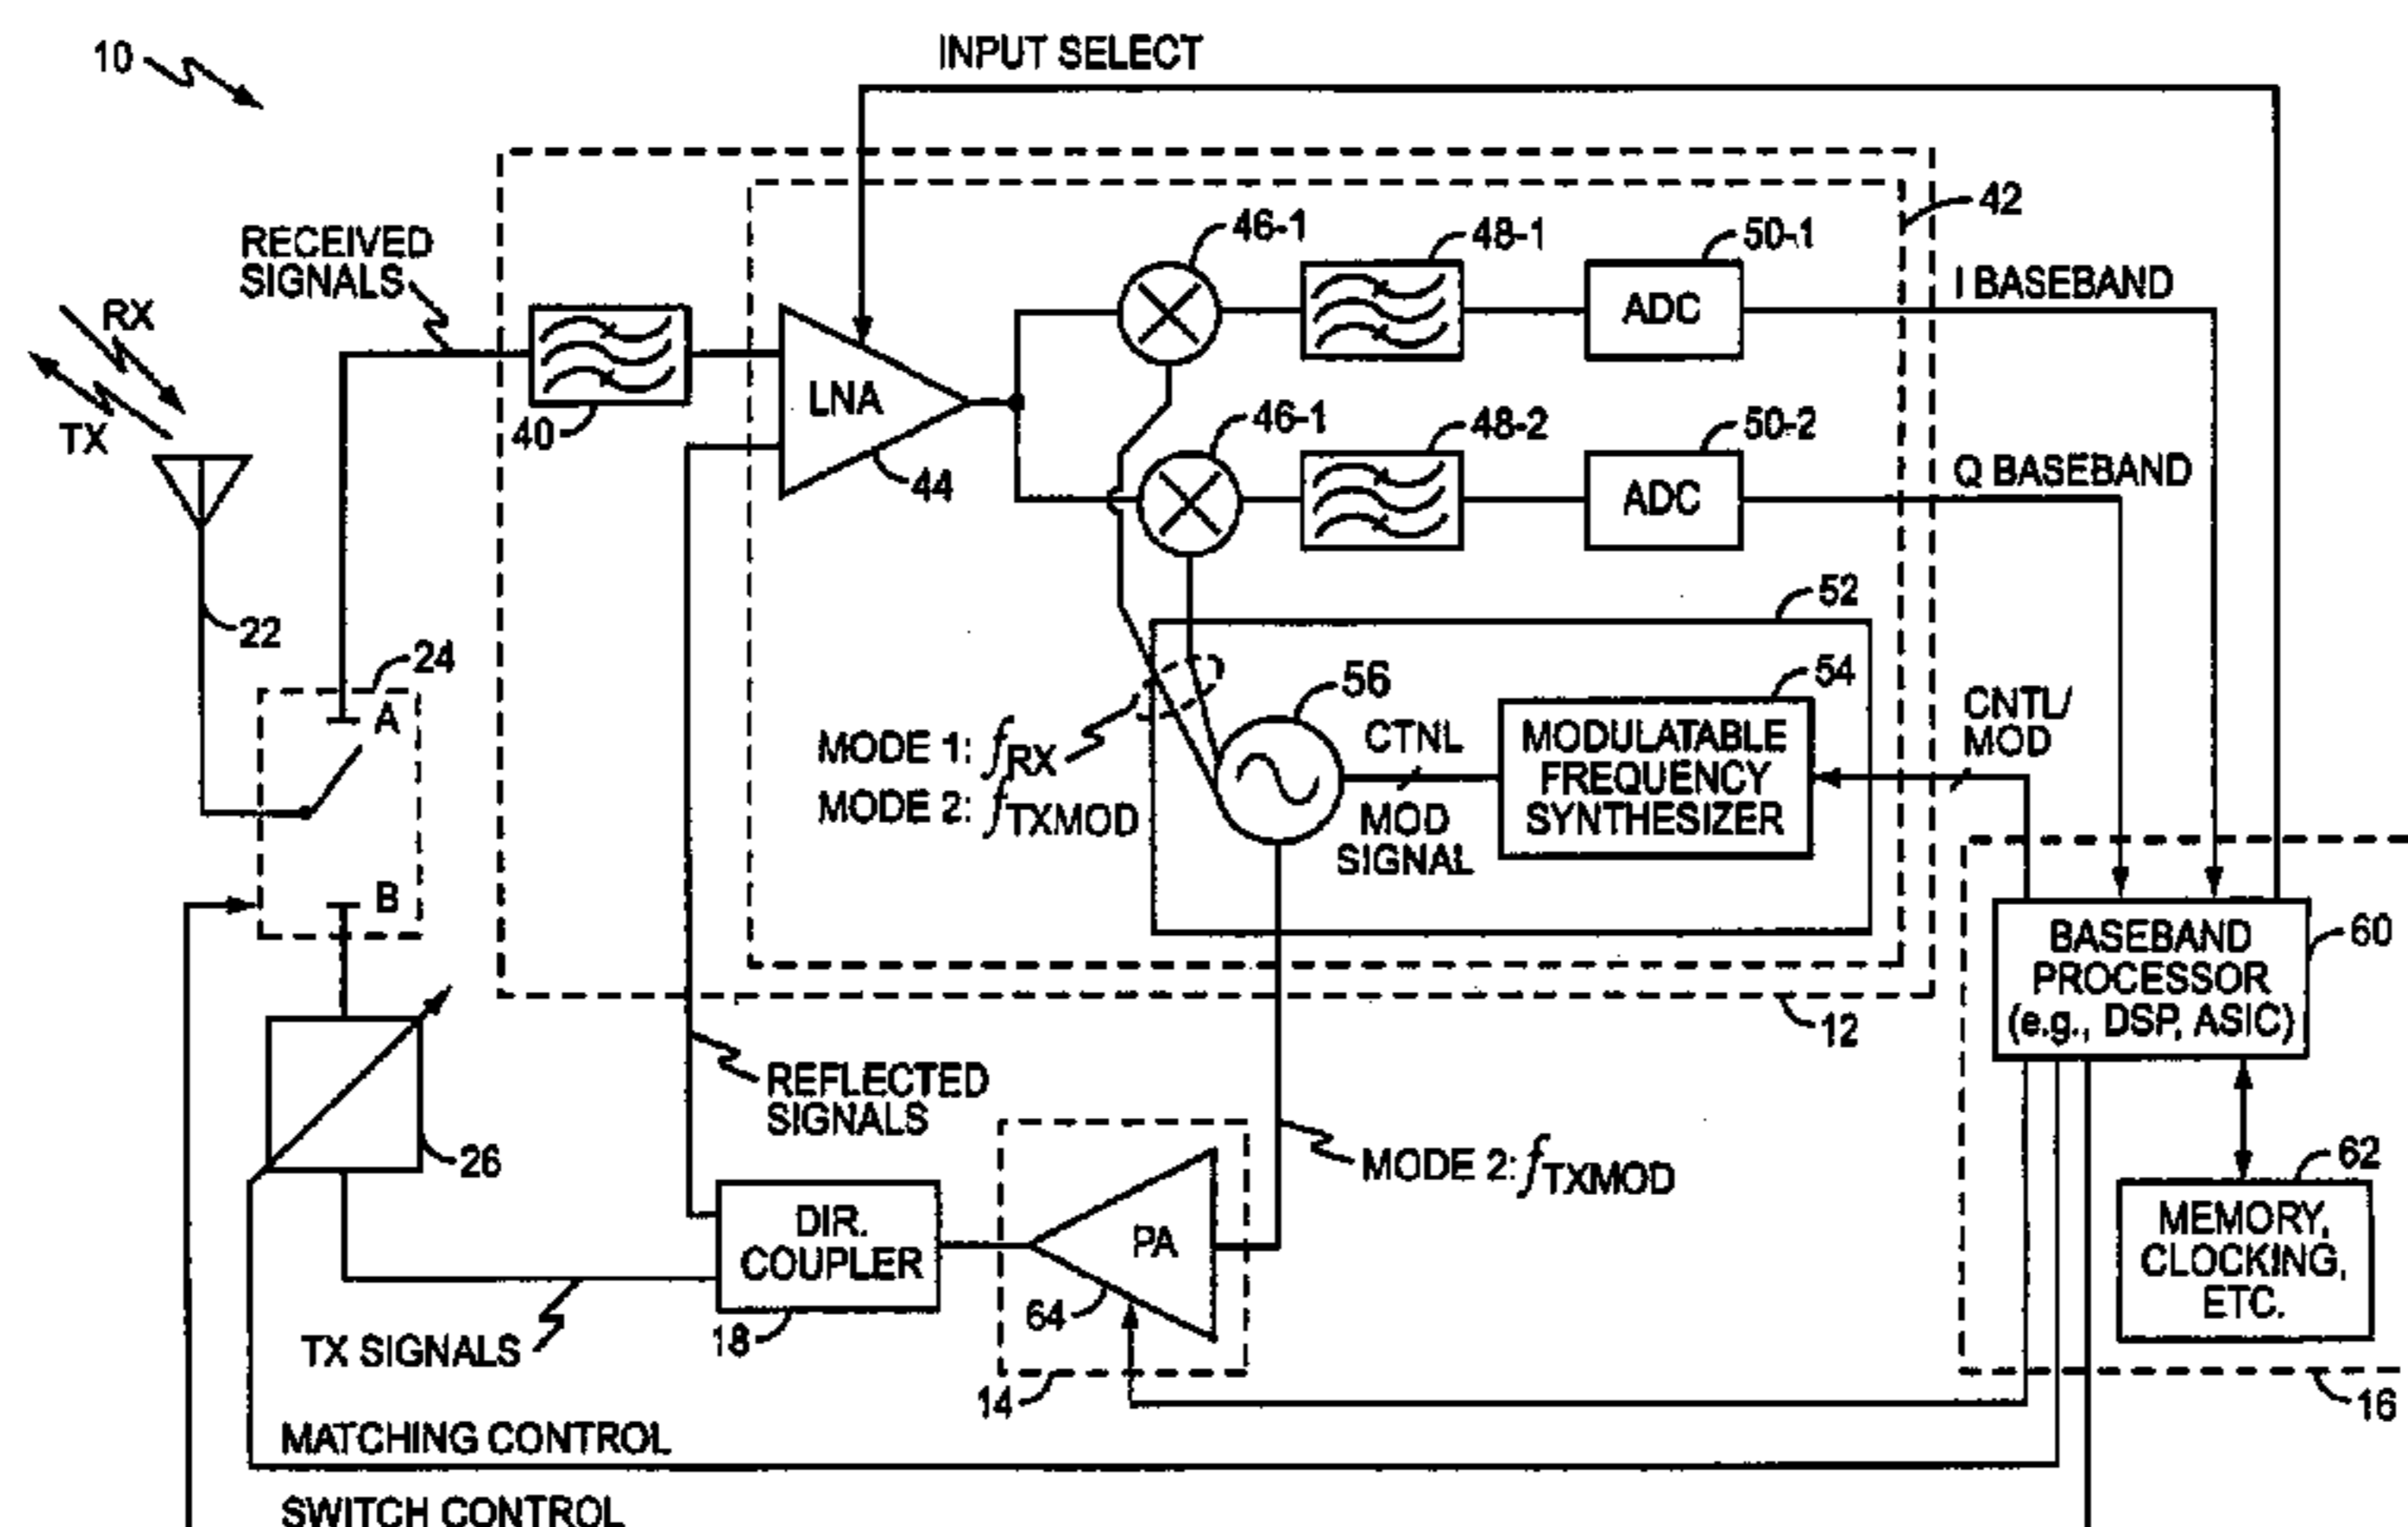 10
INPUT SELECT
42
46-1
48-1
50-1
RECEIVED
SIGNALS
I BASEBAND
RX
ADC
LNA
TX
40
46-1
48-2
50-2
44
Q BASEBAND
ADC
22
52
24
56
54
A
CNTL/
MOD
MODE 1: fRX
CTNL
MODULATABLE
FREQUENCY
SYNTHESIZER
MODE 2: fTXMOD
MOD
SIGNAL
B
BASEBAND
PROCESSOR
(e.g., DSP, ASIC)
60
12
REFLECTED
SIGNALS
26
MODE 2: fTXMOD
62
DIR.
COUPLER
PA
MEMORY,
CLOCKING,
ETC.
64
18
TX SIGNALS
14
16
MATCHING CONTROL
SWITCH CONTROL